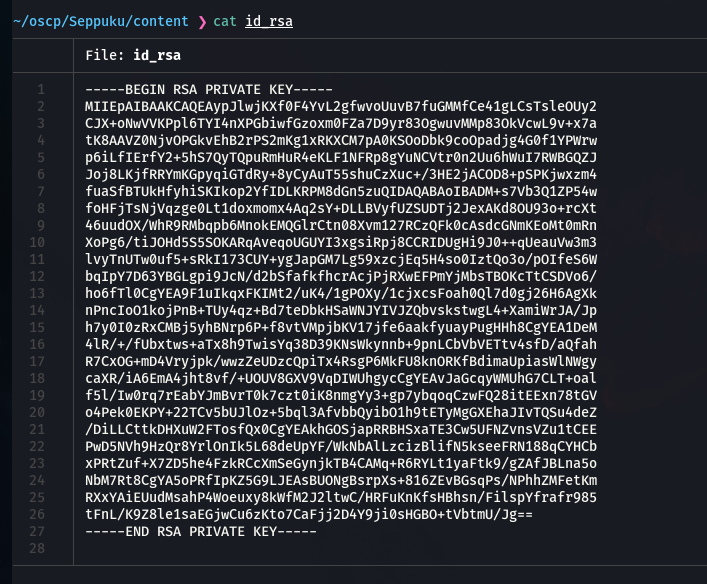 ~/oscp/Seppuku/content ❯ cat id_rsa
File: id_rsa
1 -----BEGIN RSA PRIVATE KEY-----
2 MIIEpAIBAAKCAQEAypJlwjKXf0F4YvL2gfwvoUuvB7fuGMMfCe41gLCsTsleOUy2
3 CJX+oNwVVKPpl6TYI4nXPGbiwfGzoxm0FZa7D9yr83OgwuvMMp83OkVcwL9v+x7a
4 tK8AAVZ0NjvOPGkvEhB2rPS2mKg1xRKXCM7pA0KSOoDbk9coOpadjg4G0f1YPWrw
5 p6iLfIErfY2+5hS7QyTQpuRmHuR4eKLF1NFRp8gYuNCVtr0n2Uu6hWuI7RWBGQZJ
6 Joj8LKjfRRYmKGpyqiGTdRy+8yCyAuT55shuCzXuc+/3HE2jACOD8+pSPKjwxzm4
7 fuaSfBTUkHfyhiSKIkop2YfIDLKRPM8dGn5zuQIDAQABAoIBADM+s7Vb3Q1ZP54w
8 foHFjTsNjVqzge0Lt1doxmomx4Aq2sY+DLLBVyfUZSUDTj2JexAKd8OU93o+rcXt
9 46uudOX/WhR9RMbqpb6MnokEMQGlrCtn08Xvm127RCzQFk0cAsdcGNmKEoMt0mRn
10 XoPg6/tiJOHd5S5SOKARqAveqoUGUYI3xgsiRpj8CCRIDUgHi9J0++qUeauVw3m3
11 lvyTnUTw0uf5+sRkI173CUY+ygJapGM7Lg59xzcjEq5H4so0IztQo3o/pOIfeS6W
12 bqIpY7D63YBGLgpi9JcN/d2bSfafkfhcrAcjPjRXwEFPmYjMbsTBOKcTtCSDVo6/
13 ho6fTl0CgYEA9F1uIkqxFKIMt2/uK4/1gPOXy/1cjxcsFoah0Ql7d0gj26H6AgXk
14 nPncIoO1kojPnB+TUy4qz+Bd7teDbkHSaWNJYIVJZQbvskstwgL4+XamiWrJA/Jp
15 h7y0I0zRxCMBj5yhBNrp6P+f8vtVMpjbKV17jfe6aakfyuayPugHHh8CgYEA1DeM
16 4lR/+/fUbxtws+aTx8h9TwisYq38D39KNsWkynnb+9pnLCbVbVETtv4sfD/aQfah
17 R7CxOG+mD4Vryjpk/wwzZeUDzcQpiTx4RsgP6MkFU8knORKfBdimaUpiasWlNWgy
18 caXR/iA6EmA4jht8vf/+UOUV8GXV9VqDIWUhgycCgYEAvJaGcqyWMUhG7CLT+oal
19 f5l/Iw0rq7rEabYJmBvrT0k7czt0iK8nmgYy3+gp7ybqoqCzwFQ28itEExn78tGV
20 o4Pek0EKPY+22TCv5bUJlOz+5bql3AfvbbQyibO1h9tETyMgGXEhaJIvTQSu4deZ
21 /DiLLCttkDHXuW2FTosfQx0CgYEAkhGOSjapRRBHSxaTE3Cw5UFNZvnsVZu1tCEE
22 PwD5NVh9HzQr8YrlOnIk5L68deUpYF/WkNbAlLzcizBlifN5kseeFRN188qCYHCb
23 xPRtZuf+X7ZD5he4FzkRCcXmSeGynjkTB4CAMq+R6RYLt1yaFtk9/gZAfJBLna5o
24 NbM7Rt8CgYA5oPRfIpKZ5G9LJEAsBUONgBsrpXs+816ZEvBGsqPs/NPhhZMFetKm
25 RXxYAiEUudMsahP4Woeuxy8kWfM2J2ltwC/HRFuKnKfsHBhsn/FilspYfrafr985
26 tFnL/K9Z8le1saEGjwCu6zKto7CaFjj2D4Y9ji0sHGBO+tVbtmU/Jg==
27 -----END RSA PRIVATE KEY-----
28